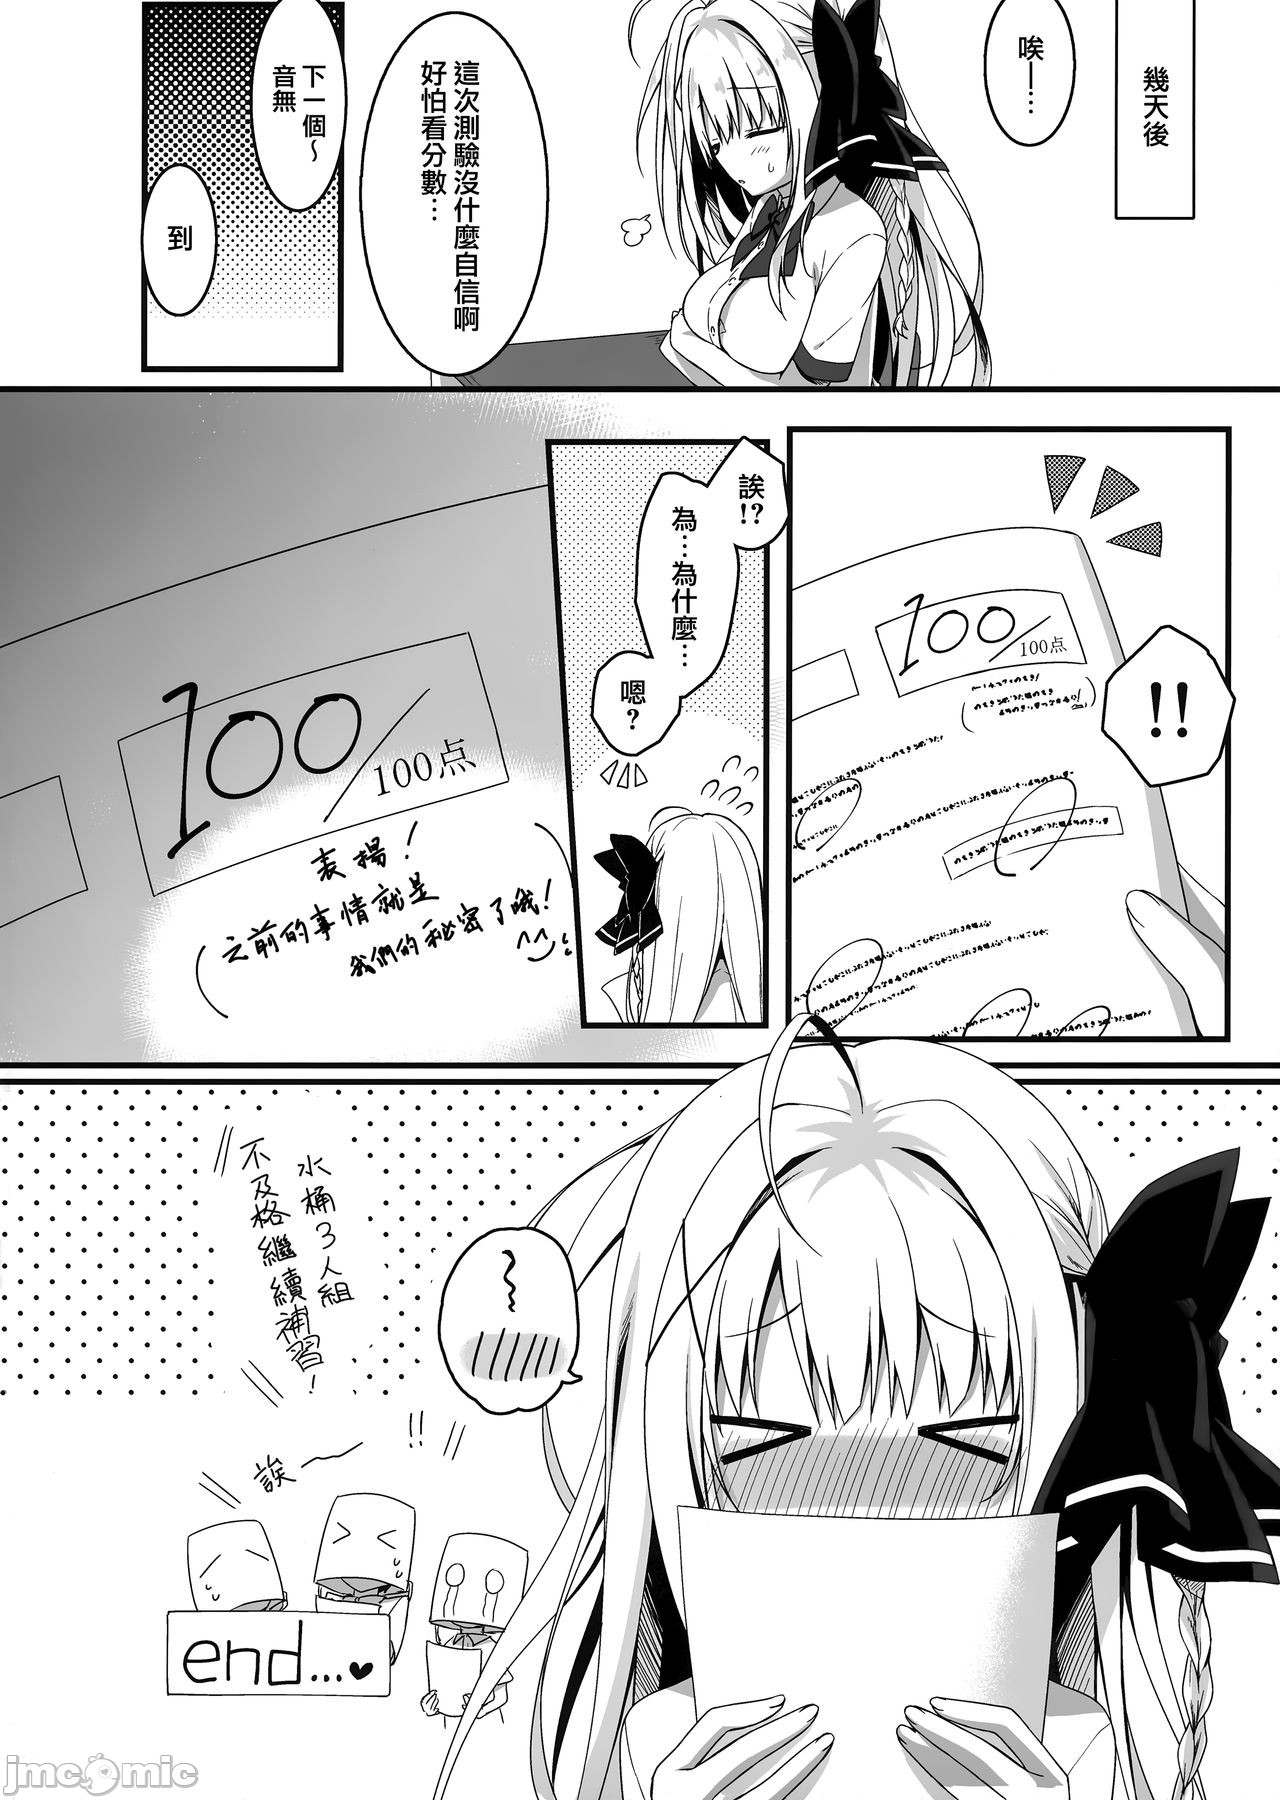 幾天後
唉—…
這次測驗沒什麼自信啊
好怕看分數…
下一個～
音無
到
100/100点
!!
誒!?
為…為什麼…
嗯?
100/100点
表揚！
之前的事情就是
我們的秘密了哦！
水桶3人組
不及格繼續補習！
!!
誒～
end...♥
jmcomic